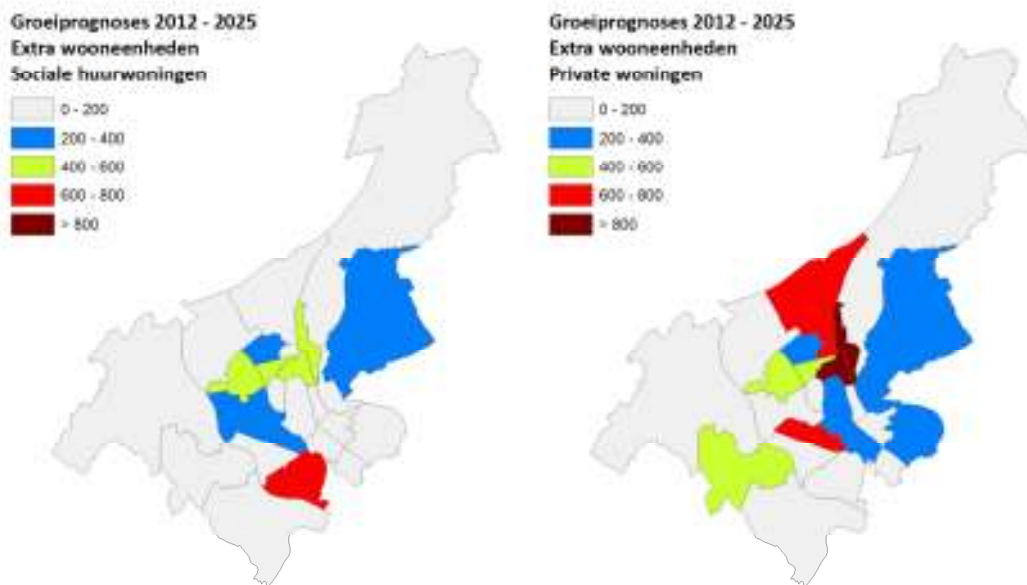 Groeiprognoses 2012 - 2025
Extra wooneenheden
Sociale huurwoningen
0 - 200
200 - 400
400 - 600
600 - 800
> 800
Groeiprognoses 2012 - 2025
Extra wooneenheden
Private woningen
0 - 200
200 - 400
400 - 600
600 - 800
> 800